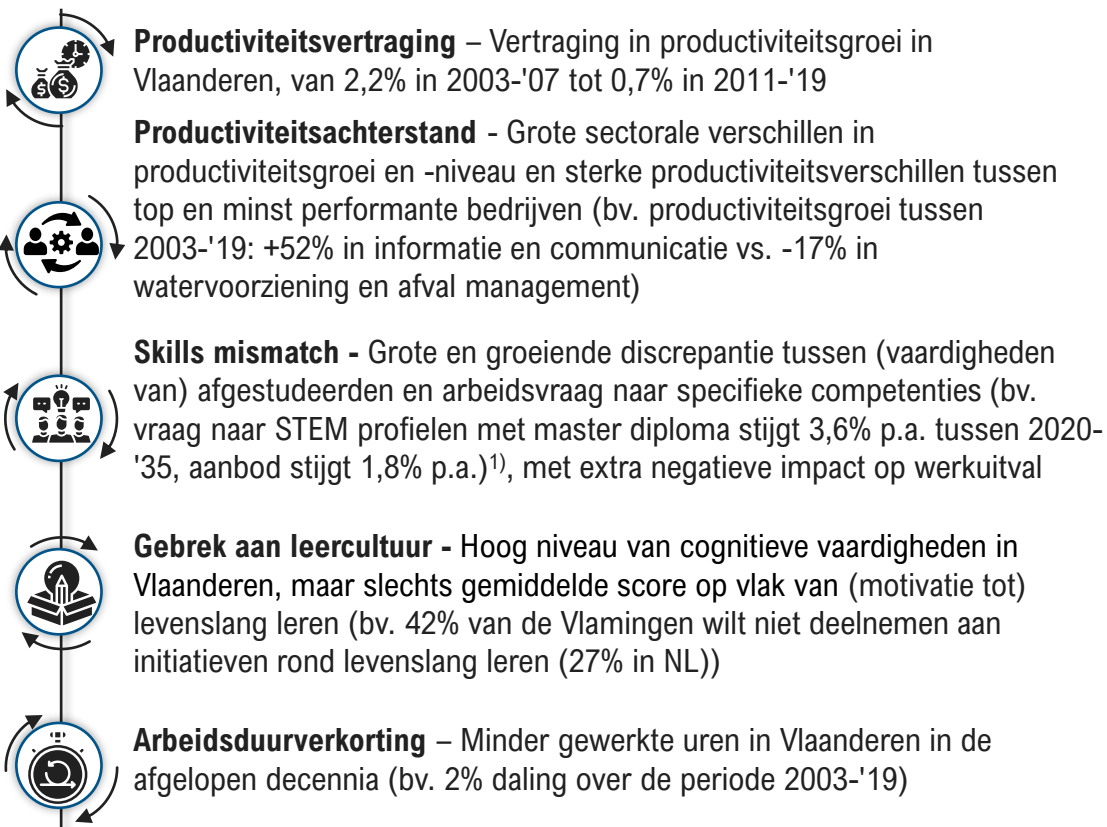 Productiviteitsvertraging – Vertraging in productiviteitsgroei in
Vlaanderen, van 2,2% in 2003-'07 tot 0,7% in 2011-'19
Productiviteitsachterstand - Grote sectorale verschillen in
productiviteitsgroei en -niveau en sterke productiviteitsverschillen tussen
top en minst performante bedrijven (bv. productiviteitsgroei tussen
2003-'19: +52% in informatie en communicatie vs. -17% in
watervoorziening en afval management)
Skills mismatch - Grote en groeiende discrepantie tussen (vaardigheden
van) afgestudeerden en arbeidsvraag naar specifieke competenties (bv.
vraag naar STEM profielen met master diploma stijgt 3,6% p.a. tussen 2020-
'35, aanbod stijgt 1,8% p.a.)1), met extra negatieve impact op werkuitval
Gebrek aan leercultuur - Hoog niveau van cognitieve vaardigheden in
Vlaanderen, maar slechts gemiddelde score op vlak van (motivatie tot)
levenslang leren (bv. 42% van de Vlamingen wilt niet deelnemen aan
initiatieven rond levenslang leren (27% in NL))
Arbeidsduurverkorting – Minder gewerkte uren in Vlaanderen in de
afgelopen decennia (bv. 2% daling over de periode 2003-'19)